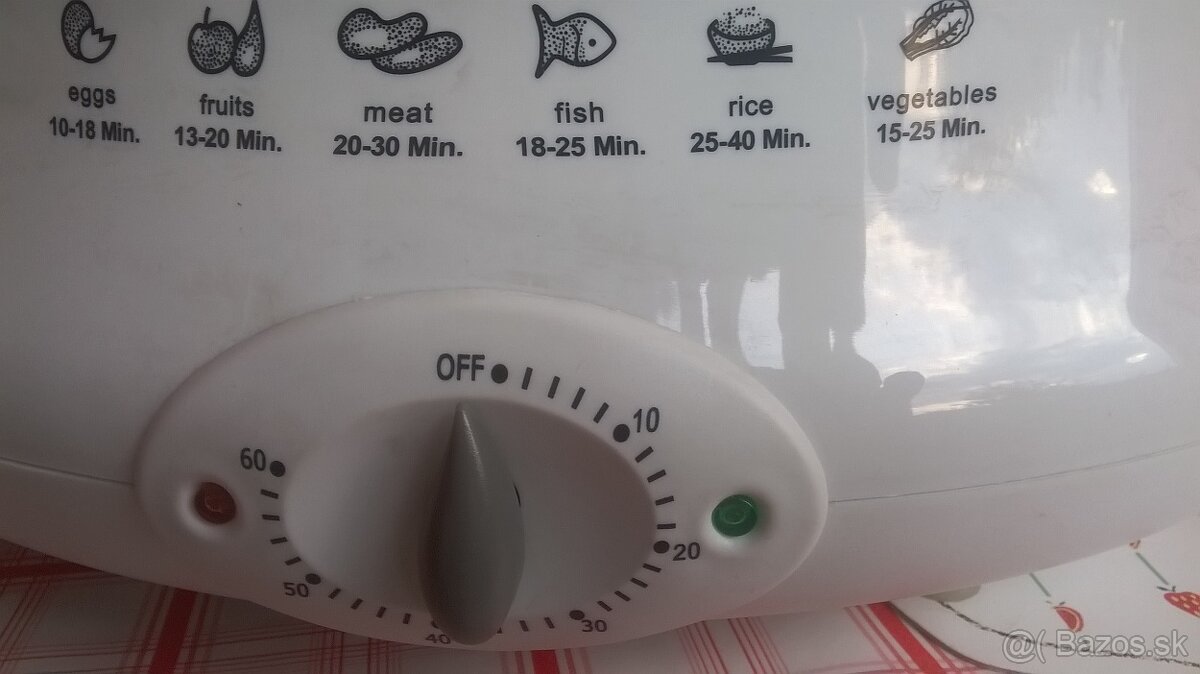 eggs
10-18 Min.
fruits
13-20 Min.
meat
20-30 Min.
fish
18-25 Min.
rice
25-40 Min.
vegetables
15-25 Min.
OFF
10
20
30
40
50
60
@( Bazos.sk